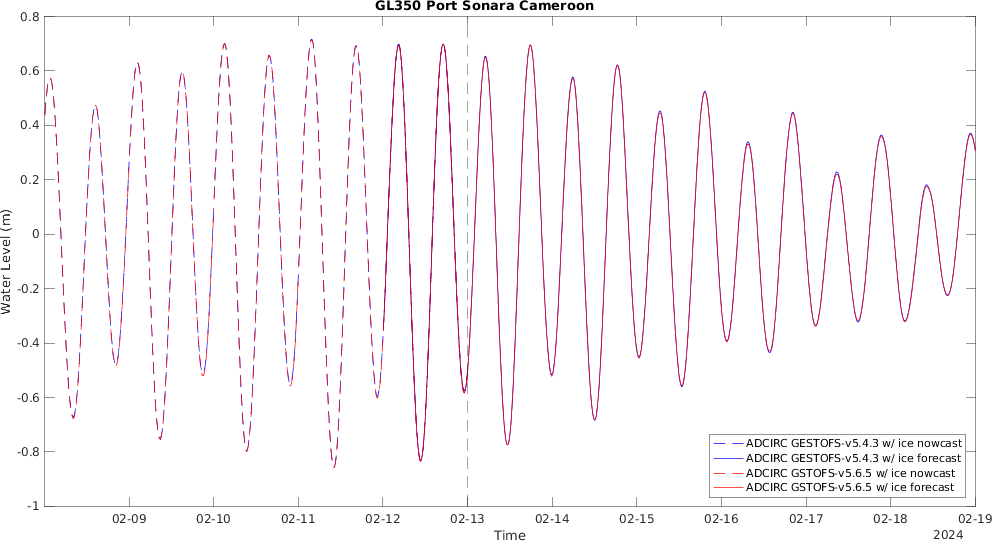 GL350 Port Sonara Cameroon
0.8
0.6
0.4
0.2
0
-0.2
-0.4
-0.6
-0.8
-1
Water Level (m)
ADCIRC GESTOFS-v5.4.3 w/ ice nowcast
ADCIRC GESTOFS-v5.4.3 w/ ice forecast
ADCIRC GSTOFS-v5.6.5 w/ ice nowcast
ADCIRC GSTOFS-v5.6.5 w/ ice forecast
02-09 02-10 02-11 02-12 02-13 02-14 02-15 02-16 02-17 02-18 02-19
Time
2024